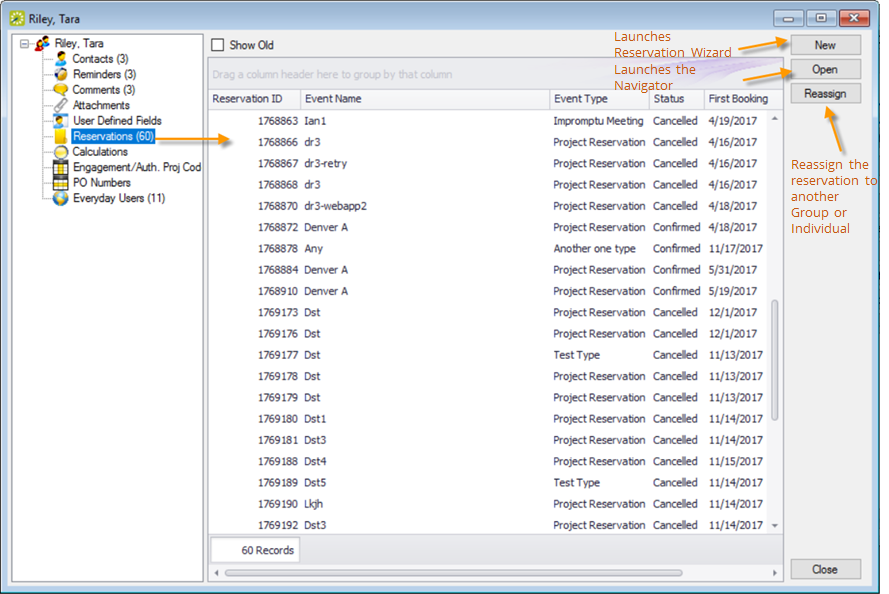 Riley, Tara
Riley, Tara
Contacts (3)
Reminders (3)
Comments (3)
Attachments
User Defined Fields
Reservations (60)
Calculations
Engagement/Auth. Proj Cod
PO Numbers
Everyday Users (11)
Show Old
Launches
Reservation Wizard
Launches the
Navigator
New
Open
Reassign
Reassign the
reservation to
another
Group or
Individual
Drag a column header here to group by that column
Reservation ID Event Name Event Type Status First Booking
1768863 Ian1 Impromptu Meeting Cancelled 4/19/2017
1768866 dr3 Project Reservation Cancelled 4/16/2017
1768867 dr3-retry Project Reservation Cancelled 4/16/2017
1768868 dr3 Project Reservation Cancelled 4/16/2017
1768870 dr3-webapp2 Project Reservation Cancelled 4/18/2017
1768872 Denver A Project Reservation Confirmed 4/18/2017
1768878 Any Another one type Confirmed 11/17/2017
1768884 Denver A Project Reservation Confirmed 5/31/2017
1768910 Denver A Project Reservation Confirmed 5/19/2017
1769173 Dst Project Reservation Cancelled 12/1/2017
1769176 Dst Project Reservation Cancelled 12/1/2017
1769177 Dst Test Type Cancelled 11/13/2017
1769178 Dst Project Reservation Cancelled 11/13/2017
1769179 Dst Project Reservation Cancelled 11/13/2017
1769180 Dst1 Project Reservation Cancelled 11/14/2017
1769181 Dst3 Project Reservation Cancelled 11/14/2017
1769188 Dst4 Project Reservation Cancelled 11/15/2017
1769189 Dst5 Test Type Cancelled 11/14/2017
1769190 Lkjh Project Reservation Cancelled 11/14/2017
1769192 Dst3 Project Reservation Cancelled 11/14/2017
60 Records
Close